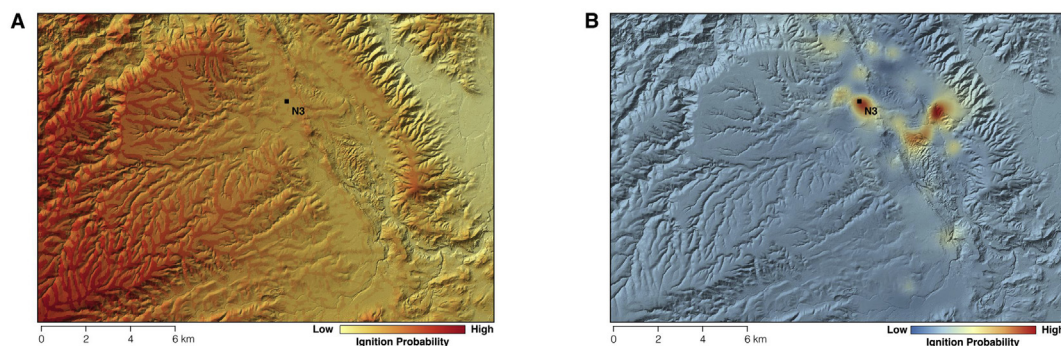 A
N3
0 2 4 6 km
Low High
Ignition Probability
B
N3
0 2 4 6 km
Low High
Ignition Probability